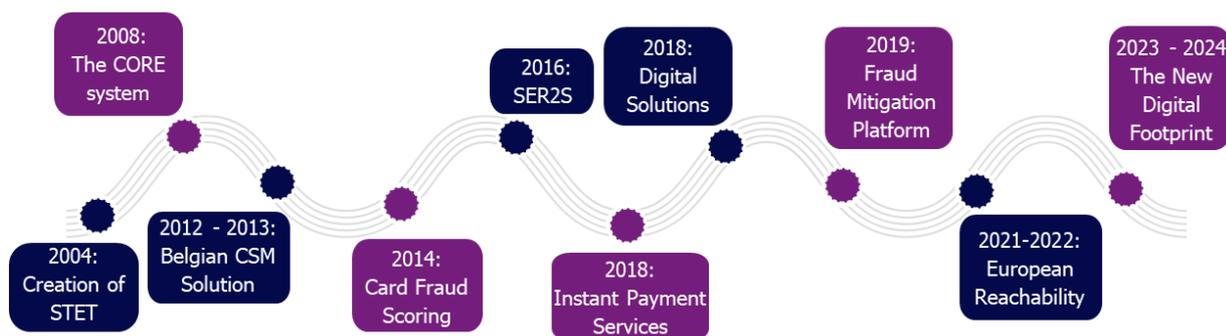 2008:
The CORE
system
2016:
SER2S
2018:
Digital
Solutions
2019:
Fraud
Mitigation
Platform
2023 - 2024
The New
Digital
Footprint
2004:
Creation of
STET
2012 - 2013:
Belgian CSM
Solution
2014:
Card Fraud
Scoring
2018:
Instant Payment
Services
2021-2022:
European
Reachability